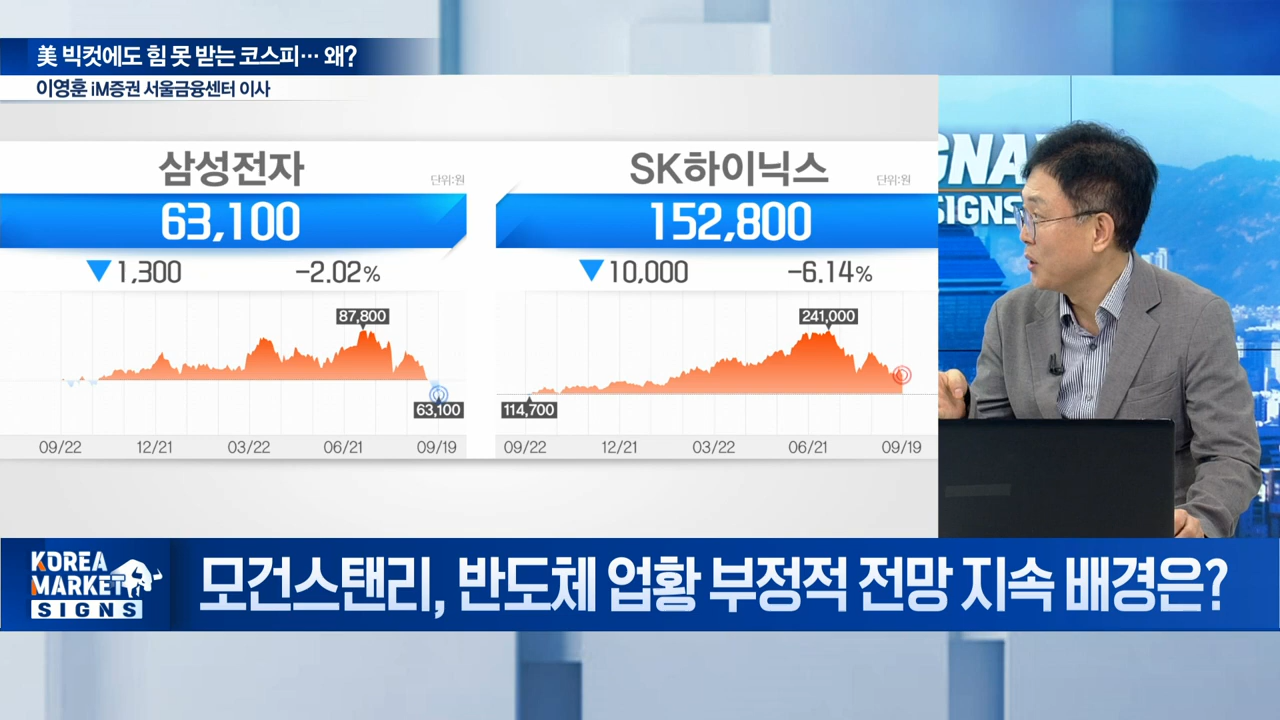 美 빅컷에도 힘 못 받는 코스피… 왜?
이영훈 iM증권 서울금융센터 이사
삼성전자
단위:원
63,100
▼1,300 -2.02%
87,800
63,100
09/22 12/21 03/22 06/21 09/19
SK하이닉스
단위:원
152,800
▼10,000 -6.14%
241,000
114,700
09/22 12/21 03/22 06/21 09/19
GNA
SIGNS
KOREA
MARKET
SIGNS
모건스탠리, 반도체 업황 부정적 전망 지속 배경은?